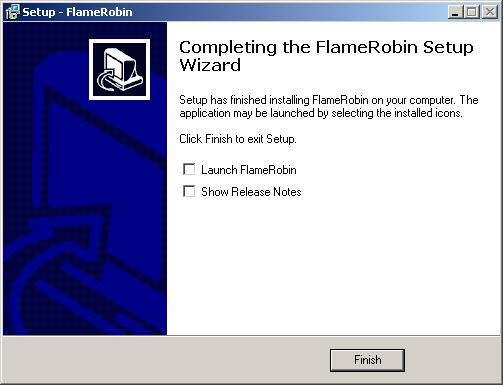 Setup - FlameRobin
Completing the FlameRobin Setup
Wizard
Setup has finished installing FlameRobin on your computer. The
application may be launched by selecting the installed icons.
Click Finish to exit Setup.
Launch FlameRobin
Show Release Notes
Finish